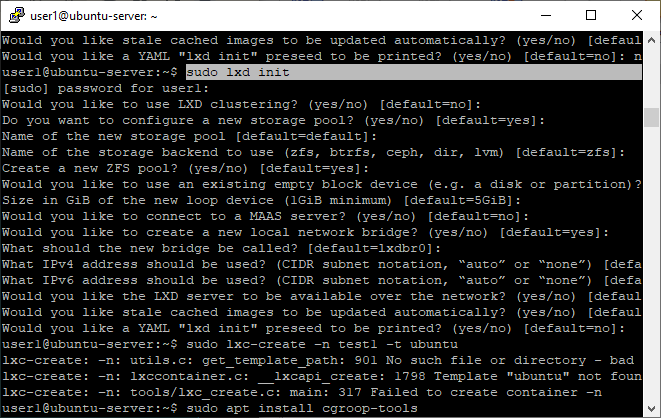 user1@ubuntu-server: ~
Would you like stale cached images to be updated automatically? (yes/no) [defaul
Would you like a YAML "lxd init" preseed to be printed? (yes/no) [default=no]: n
user1@ubuntu-server:~$ sudo lxd init
[sudo] password for user1:
Would you like to use LXD clustering? (yes/no) [default=no]:
Do you want to configure a new storage pool? (yes/no) [default=yes]:
Name of the new storage pool [default=default]:
Name of the storage backend to use (zfs, btrfs, ceph, dir, lvm) [default=zfs]:
Create a new ZFS pool? (yes/no) [default=yes]:
Would you like to use an existing empty block device (e.g. a disk or partition)?
Size in GiB of the new loop device (1GiB minimum) [default=5GiB]:
Would you like to connect to a MAAS server? (yes/no) [default=no]:
Would you like to create a new local network bridge? (yes/no) [default=yes]:
What should the new bridge be called? [default=lxdbr0]:
What IPv4 address should be used? (CIDR subnet notation, “auto” or “none”) [defa
What IPv6 address should be used? (CIDR subnet notation, “auto” or “none”) [defa
Would you like the LXD server to be available over the network? (yes/no) [defaul
Would you like stale cached images to be updated automatically? (yes/no) [defaul
Would you like a YAML "lxd init" preseed to be printed? (yes/no) [default=no]:
user1@ubuntu-server:~$ sudo lxc-create -n test1 -t ubuntu
lxc-create: -n: utils.c: get_template_path: 901 No such file or directory - bad
lxc-create: -n: lxccontainer.c: __lxcapi_create: 1798 Template "ubuntu" not foun
lxc-create: -n: tools/lxc_create.c: main: 317 Failed to create container -n
user1@ubuntu-server:~$ sudo apt install cgroop-tools